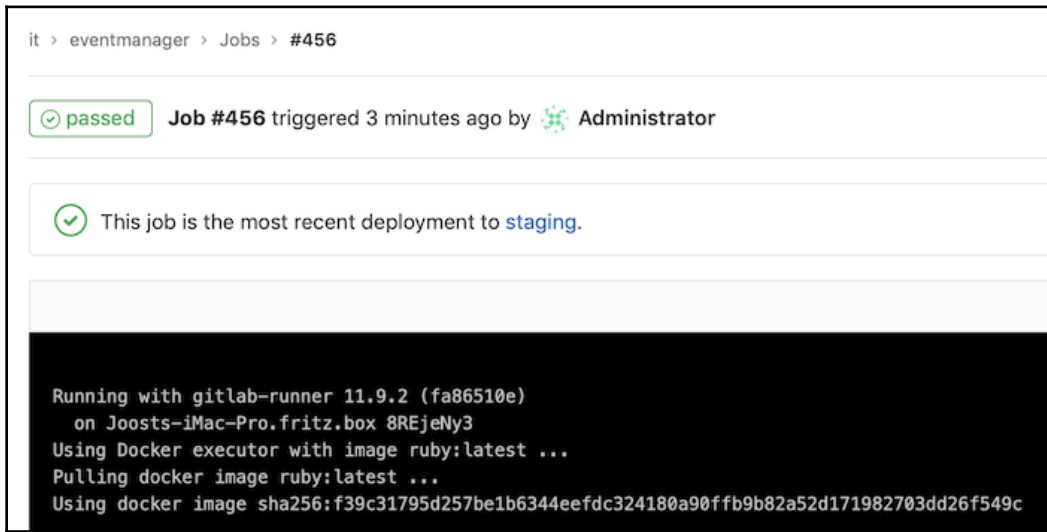 it > eventmanager > Jobs > #456
passed Job #456 triggered 3 minutes ago by Administrator
This job is the most recent deployment to staging.
Running with gitlab-runner 11.9.2 (fa86510e)
on Joosts-iMac-Pro.fritz.box 8REjeNy3
Using Docker executor with image ruby:latest ...
Pulling docker image ruby:latest ...
Using docker image sha256:f39c31795d257be1b6344eefdc324180a90ffb9b82a52d171982703dd26f549c